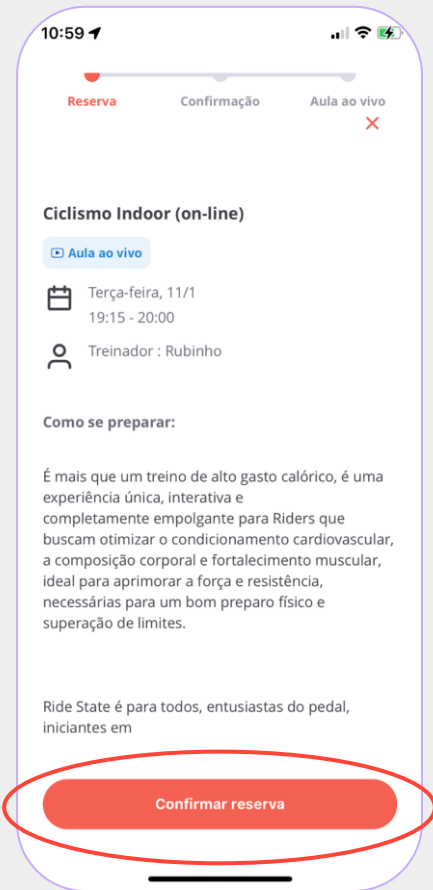 10:59
Reserva
Confirmação
Aula ao vivo
Ciclismo Indoor (on-line)
Aula ao vivo
Terça-feira, 11/1
19:15 - 20:00
Treinador : Rubinho
Como se preparar:
É mais que um treino de alto gasto calórico, é uma
experiência única, interativa e
completamente empolgante para Riders que
buscam otimizar o condicionamento cardiovascular,
a composição corporal e fortalecimento muscular,
ideal para aprimorar a força e resistência,
necessárias para um bom preparo físico e
superação de limites.
Ride State é para todos, entusiastas do pedal,
iniciantes em
Confirmar reserva